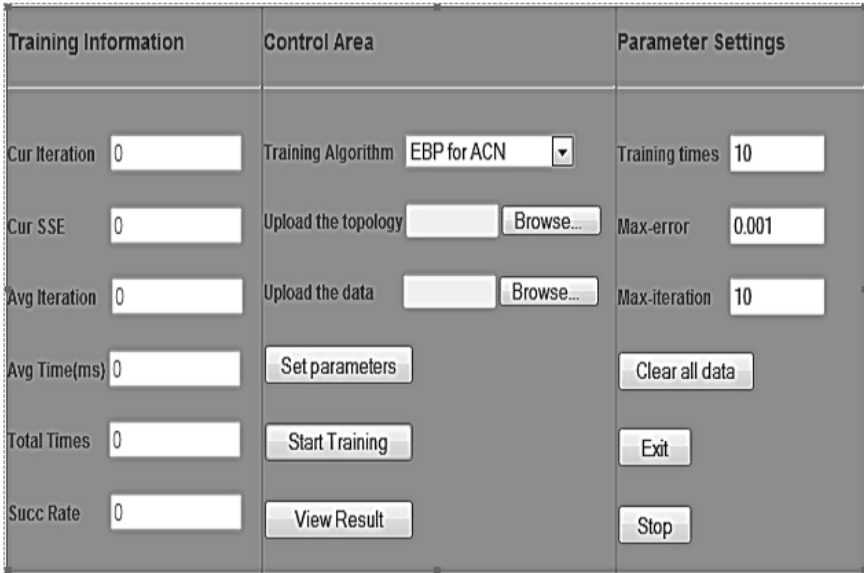 Training Information
Control Area
Parameter Settings
Cur Iteration 0
Training Algorithm EBP for ACN
Training times 10
Cur SSE 0
Upload the topology Browse...
Max-error 0.001
Avg Iteration 0
Upload the data Browse...
Max-iteration 10
Avg Time(ms) 0
Set parameters
Clear all data
Total Times 0
Start Training
Exit
Succ Rate 0
View Result
Stop